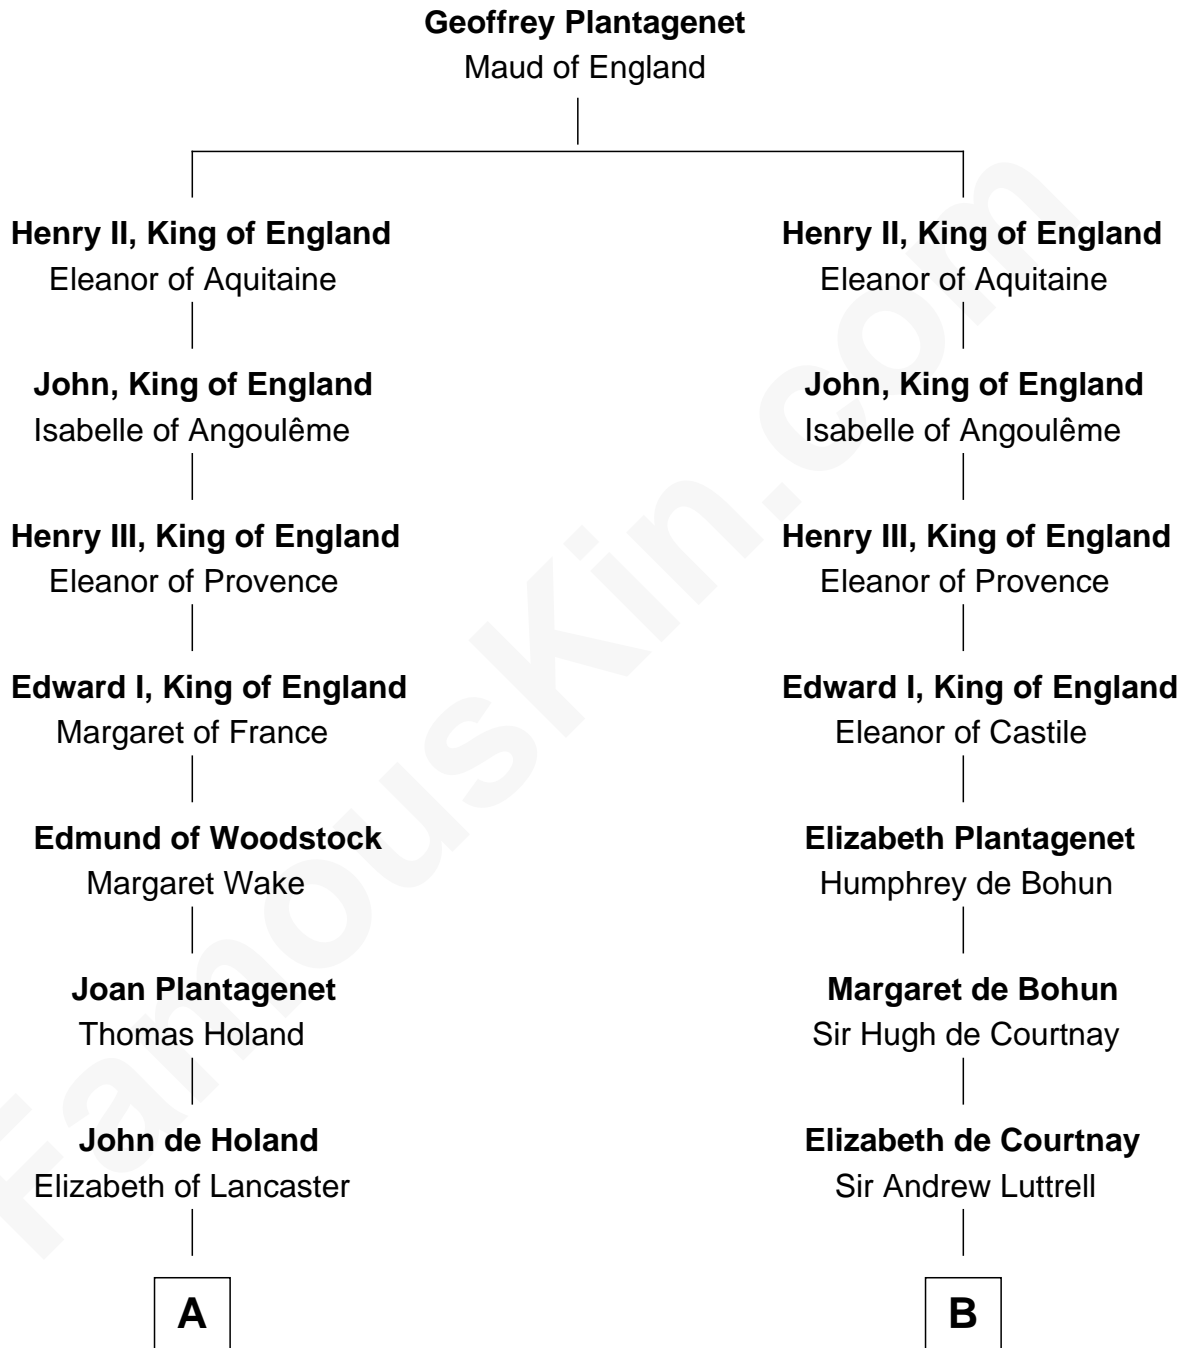 Geoffrey Plantagenet
Maud of England
Henry II, King of England
Eleanor of Aquitaine
John, King of England
Isabelle of Angoulême
Henry III, King of England
Eleanor of Provence
Edward I, King of England
Margaret of France
Edmund of Woodstock
Margaret Wake
Joan Plantagenet
Thomas Holand
John de Holand
Elizabeth of Lancaster
A
Henry II, King of England
Eleanor of Aquitaine
John, King of England
Isabelle of Angoulême
Henry III, King of England
Eleanor of Provence
Edward I, King of England
Eleanor of Castile
Elizabeth Plantagenet
Humphrey de Bohun
Margaret de Bohun
Sir Hugh de Courtnay
Elizabeth de Courtnay
Sir Andrew Luttrell
B
FamousKin.com